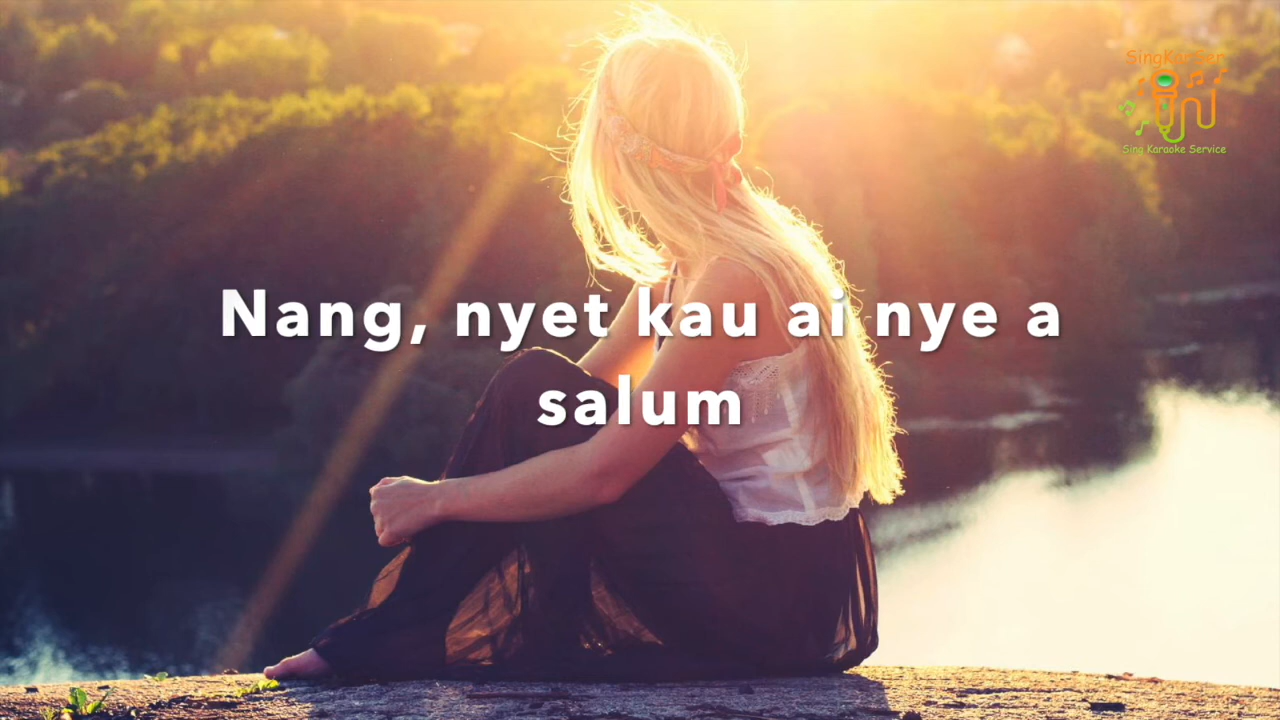 SingKarSer
Sing Karaoke Service
Nang, nyet kau ai nye a
salum